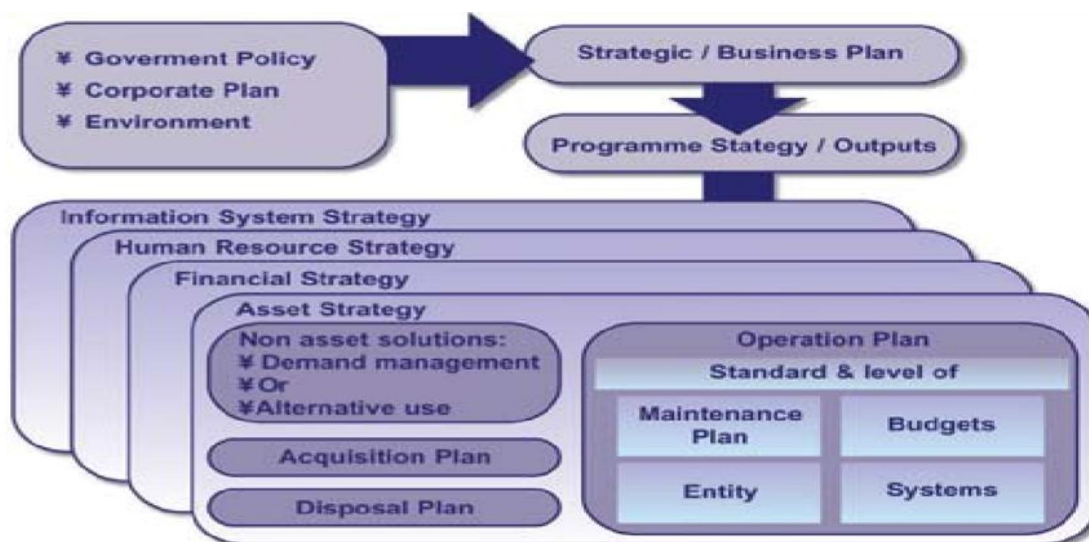 ¥ Goverment Policy
¥ Corporate Plan
¥ Environment
Strategic / Business Plan
Programme Stategy / Outputs
Information System Strategy
Human Resource Strategy
Financial Strategy
Asset Strategy
Non asset solutions:
¥ Demand management
¥ Or
¥Alternative use
Acquisition Plan
Disposal Plan
Operation Plan
Standard & level of
Maintenance
Plan
Budgets
Entity
Systems